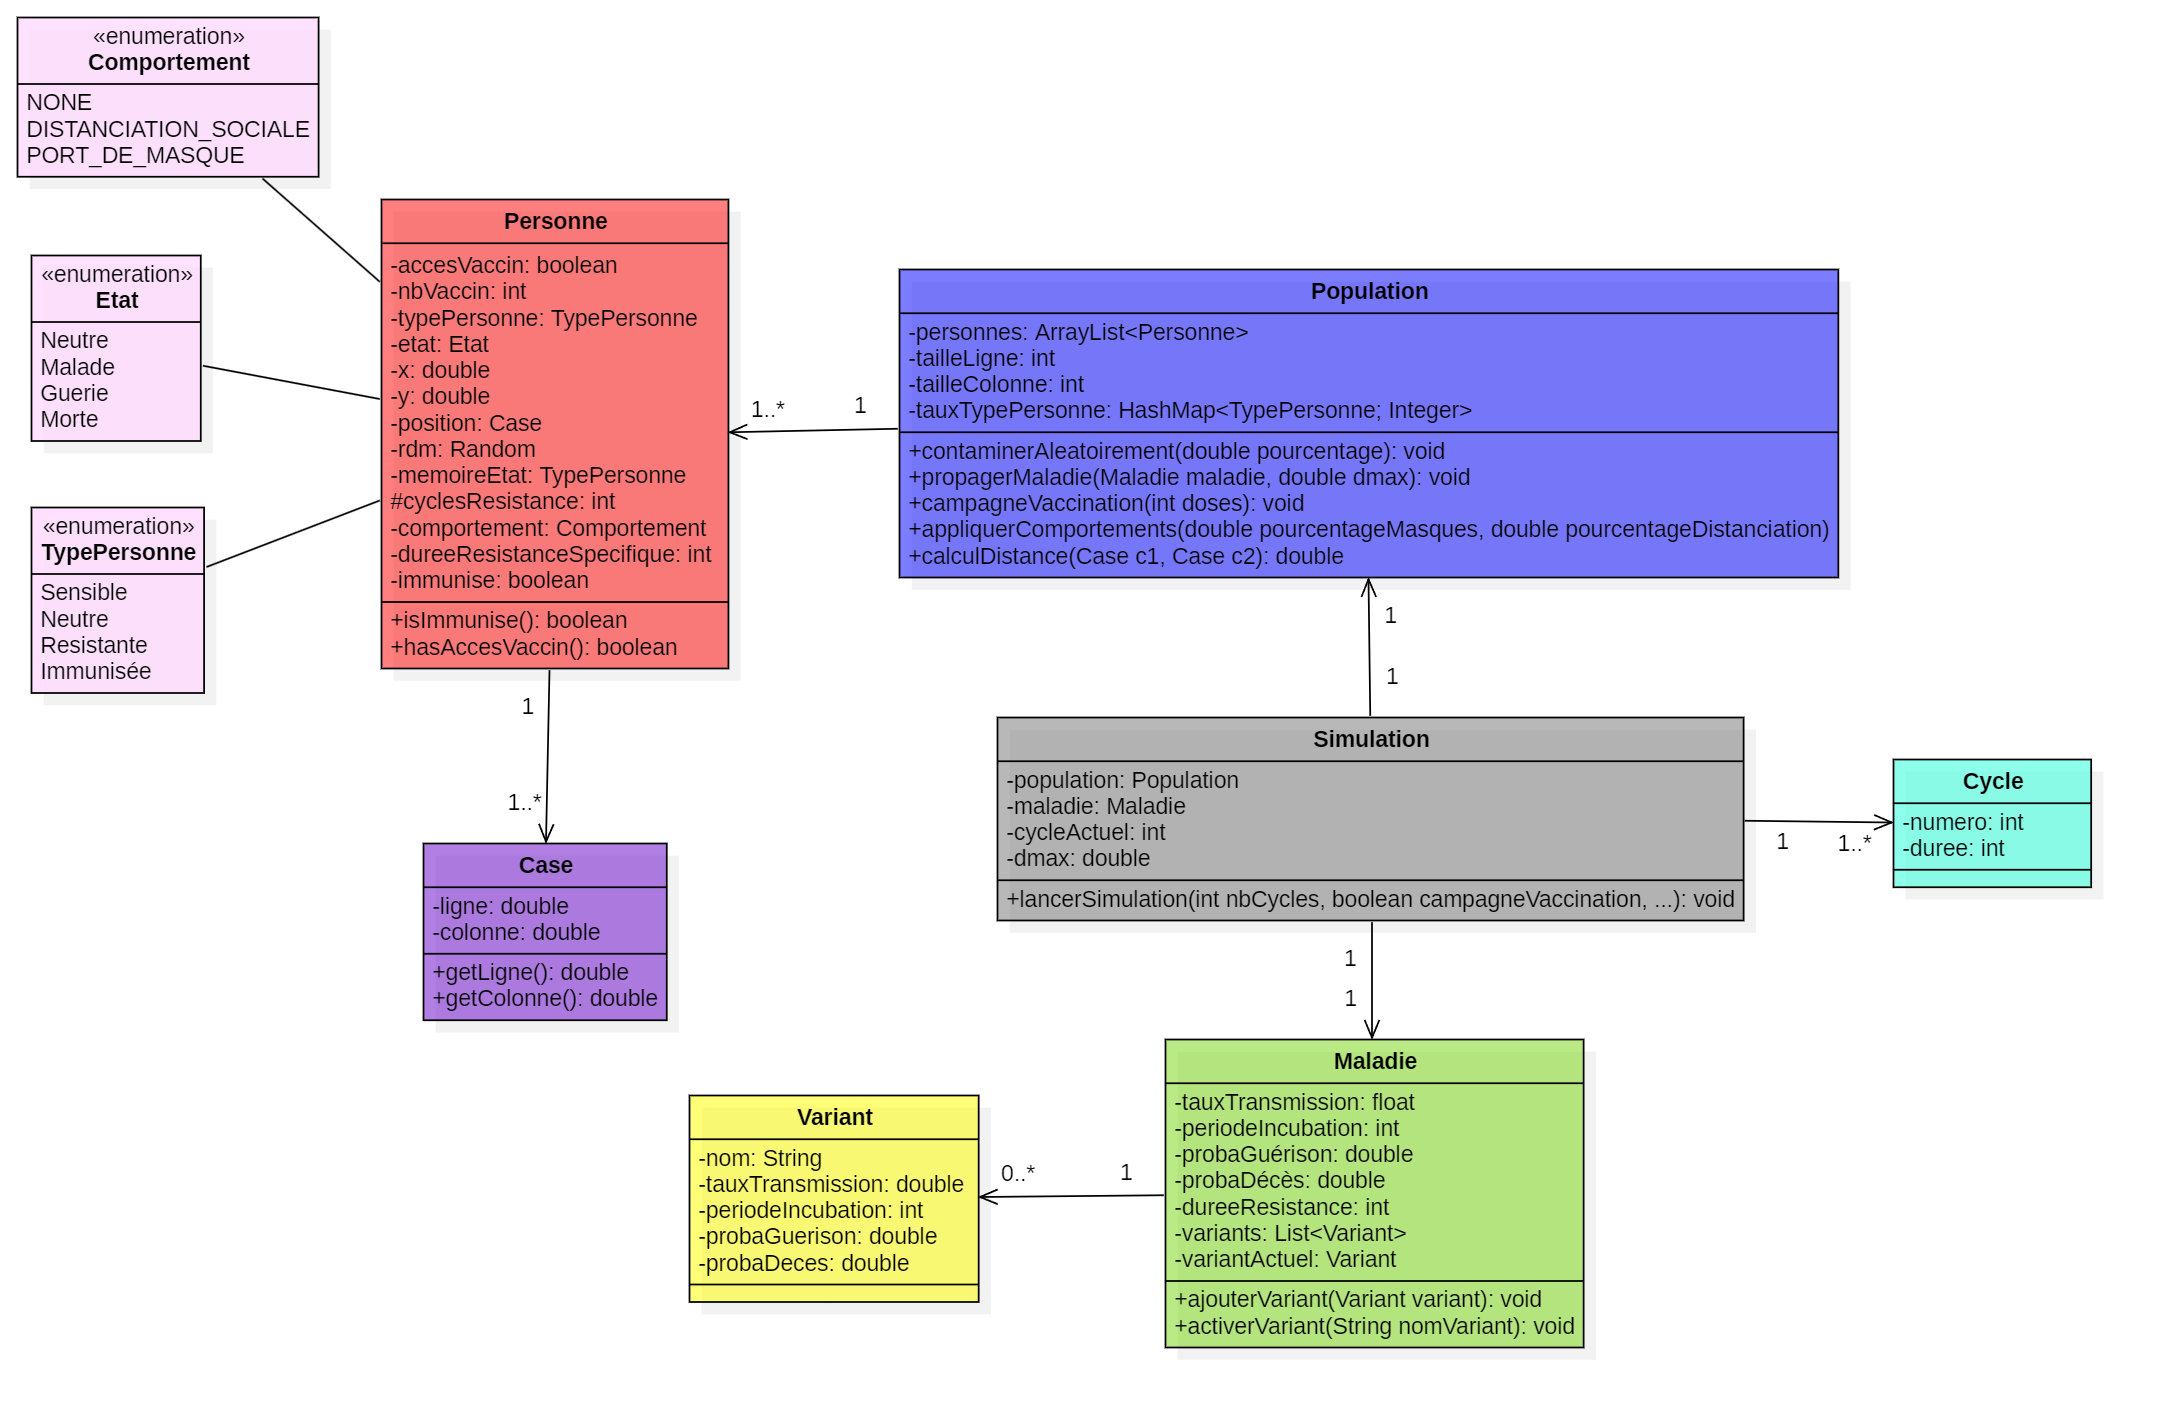 «enumeration»
Comportement
NONE
DISTANCIATION_SOCIALE
PORT_DE_MASQUE
«enumeration»
Etat
Neutre
Malade
Guerie
Morte
«enumeration»
TypePersonne
Sensible
Neutre
Resistante
Immunisée
Personne
-accesVaccin: boolean
-nbVaccin: int
-typePersonne: TypePersonne
-etat: Etat
-x: double
-y: double
-position: Case
-rdm: Random
-memoireEtat: TypePersonne
#cyclesResistance: int
-comportement: Comportement
-dureeResistanceSpecifique: int
-immunise: boolean
+isImmunise(): boolean
+hasAccesVaccin(): boolean
1..*
1
Population
-personnes: ArrayList<Personne>
-tailleLigne: int
-tailleColonne: int
-tauxTypePersonne: HashMap<TypePersonne; Integer>
+contaminerAleatoirement(double pourcentage): void
+propagerMaladie(Maladie maladie, double dmax): void
+campagneVaccination(int doses): void
+appliquerComportements(double pourcentageMasques, double pourcentageDistanciation)
+calculDistance(Case c1, Case c2): double
1
1
1
1..*
Case
-ligne: double
-colonne: double
+getLigne(): double
+getColonne(): double
Simulation
-population: Population
-maladie: Maladie
-cycleActuel: int
-dmax: double
+lancerSimulation(int nbCycles, boolean campagneVaccination, ...): void
1
1..*
Cycle
-numero: int
-duree: int
1
1
Maladie
-tauxTransmission: float
-periodeIncubation: int
-probaGuérison: double
-probaDécès: double
-dureeResistance: int
-variants: List<Variant>
-variantActuel: Variant
+ajouterVariant(Variant variant): void
+activerVariant(String nomVariant): void
0..*
1
Variant
-nom: String
-tauxTransmission: double
-periodeIncubation: int
-probaGuerison: double
-probaDeces: double